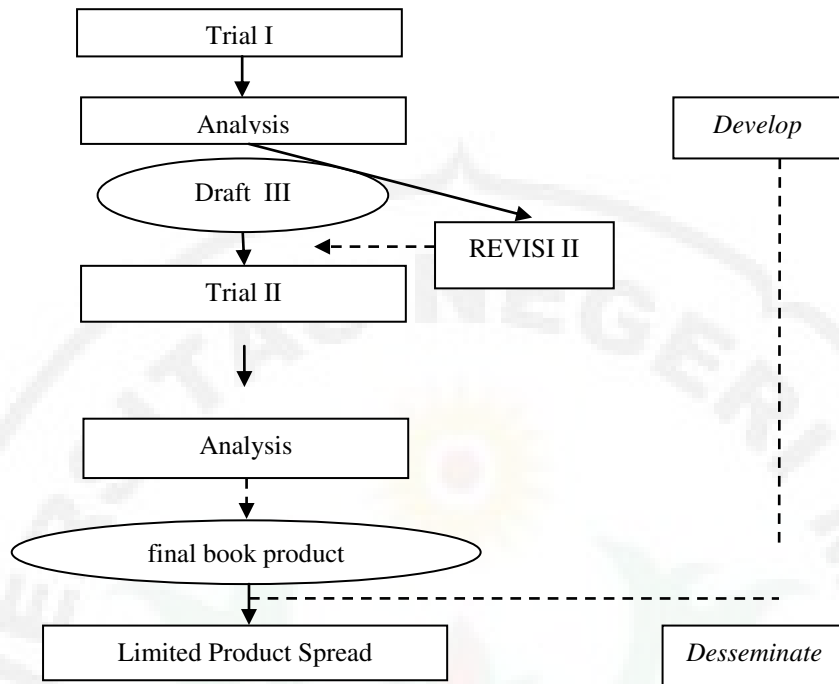 Trial I
Analysis
Develop
Draft III
REVISI II
Trial II
Analysis
final book product
Limited Product Spread
Desseminate